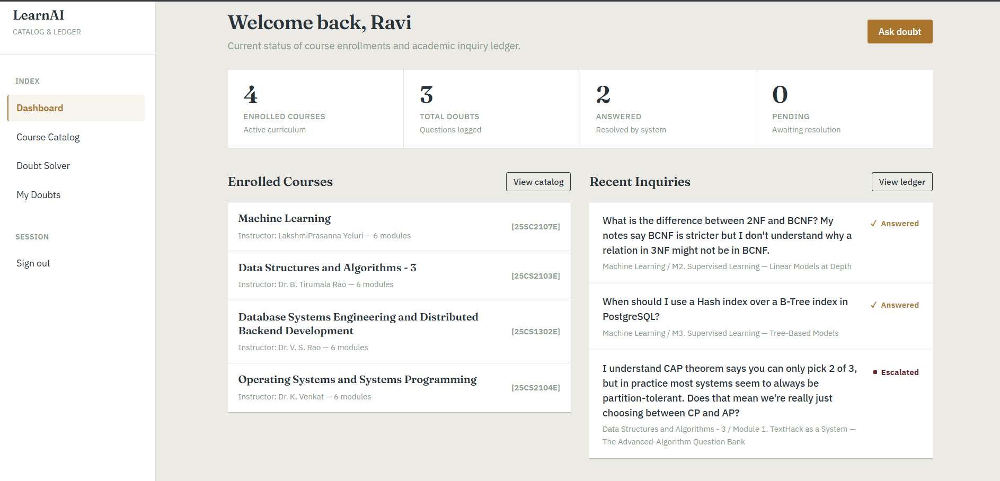 LearnAI
CATALOG & LEDGER
INDEX
Dashboard
Course Catalog
Doubt Solver
My Doubts
SESSION
Sign out
Welcome back, Ravi
Current status of course enrollments and academic inquiry ledger.
Ask doubt
4
ENROLLED COURSES
Active curriculum
3
TOTAL DOUBTS
Questions logged
2
ANSWERED
Resolved by system
0
PENDING
Awaiting resolution
Enrolled Courses
View catalog
Machine Learning
Instructor: LakshmiPrasanna Yeluri — 6 modules
[25SC2107E]
Data Structures and Algorithms - 3
Instructor: Dr. B. Tirumala Rao — 6 modules
[25CS2103E]
Database Systems Engineering and Distributed
Backend Development
Instructor: Dr. V. S. Rao — 6 modules
[25CS1302E]
Operating Systems and Systems Programming
Instructor: Dr. K. Venkat — 6 modules
[25CS2104E]
Recent Inquiries
View ledger
What is the difference between 2NF and BCNF? My
notes say BCNF is stricter but I don't understand why a
relation in 3NF might not be in BCNF.
Machine Learning / M2. Supervised Learning — Linear Models at Depth
✓ Answered
When should I use a Hash index over a B-Tree index in
PostgreSQL?
Machine Learning / M3. Supervised Learning — Tree-Based Models
✓ Answered
I understand CAP theorem says you can only pick 2 of 3,
but in practice most systems seem to always be
partition-tolerant. Does that mean we're really just
choosing between CP and AP?
Data Structures and Algorithms - 3 / Module 1. TextHack as a System —
The Advanced-Algorithm Question Bank
Escalated